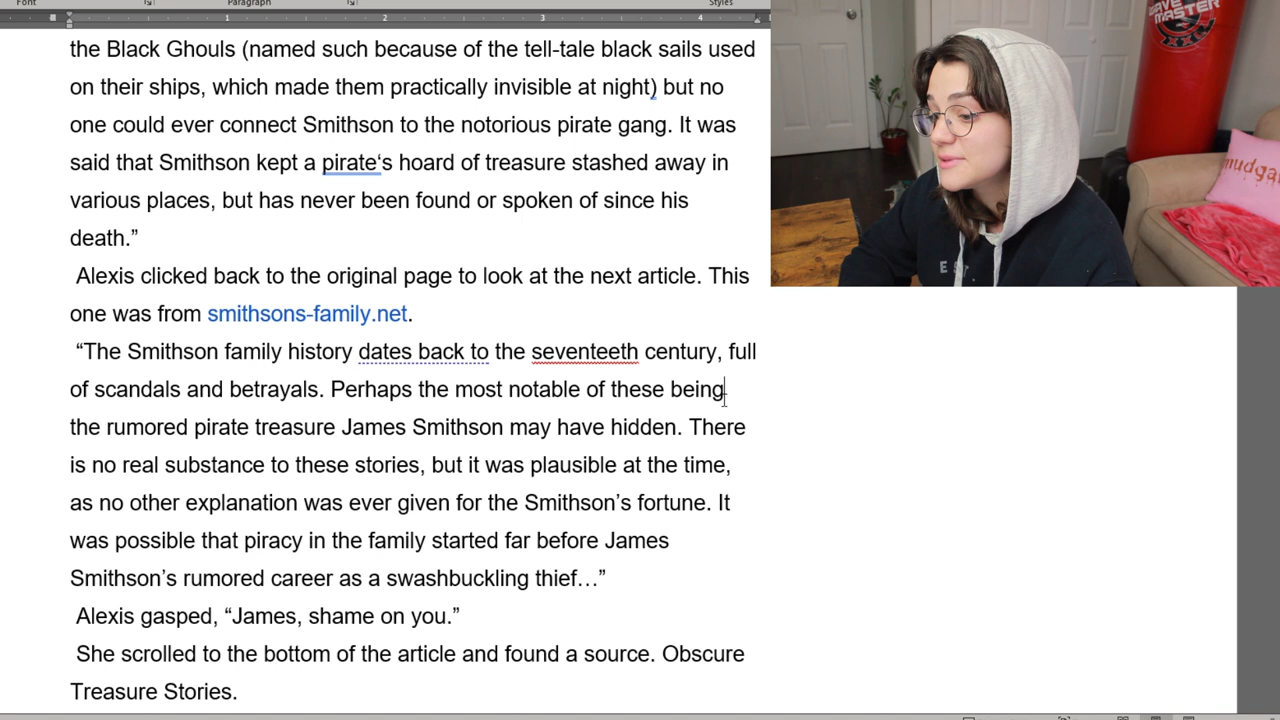 Font
Paragraph
Styles
1
2
3
4
the Black Ghouls (named such because of the tell-tale black sails used
on their ships, which made them practically invisible at night) but no
one could ever connect Smithson to the notorious pirate gang. It was
said that Smithson kept a pirate‘s hoard of treasure stashed away in
various places, but has never been found or spoken of since his
death.”
Alexis clicked back to the original page to look at the next article. This
one was from smithsons-family.net.
“The Smithson family history dates back to the seventeeth century, full
of scandals and betrayals. Perhaps the most notable of these being
the rumored pirate treasure James Smithson may have hidden. There
is no real substance to these stories, but it was plausible at the time,
as no other explanation was ever given for the Smithson’s fortune. It
was possible that piracy in the family started far before James
Smithson’s rumored career as a swashbuckling thief…”
Alexis gasped, “James, shame on you.”
She scrolled to the bottom of the article and found a source. Obscure
Treasure Stories.
WAVE
MASTER
mudga
EST